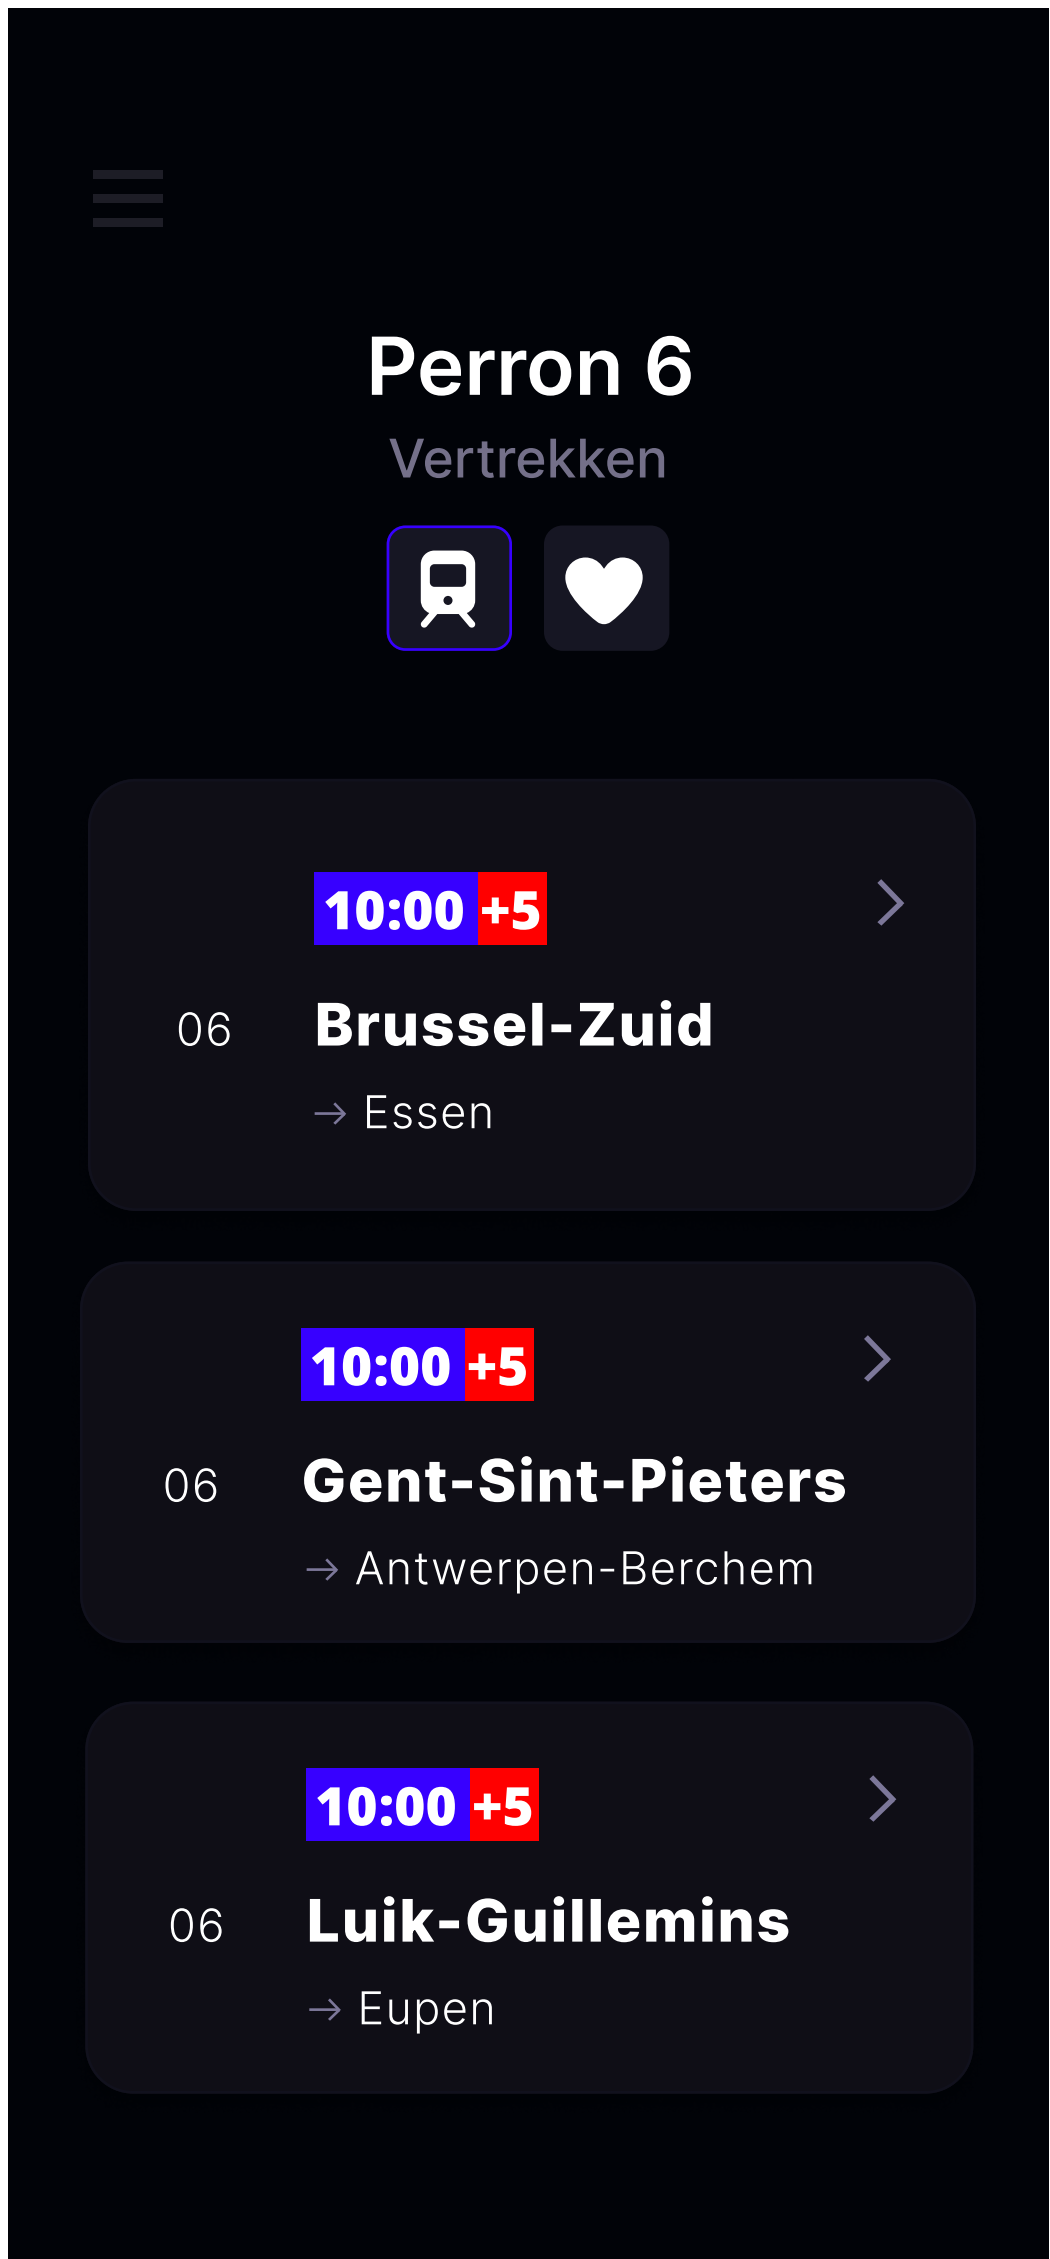 Perron 6
Vertrekken
10:00 +5
06 Brussel-Zuid
→ Essen
10:00 +5
06 Gent-Sint-Pieters
→ Antwerpen-Berchem
10:00 +5
06 Luik-Guillemins
→ Eupen